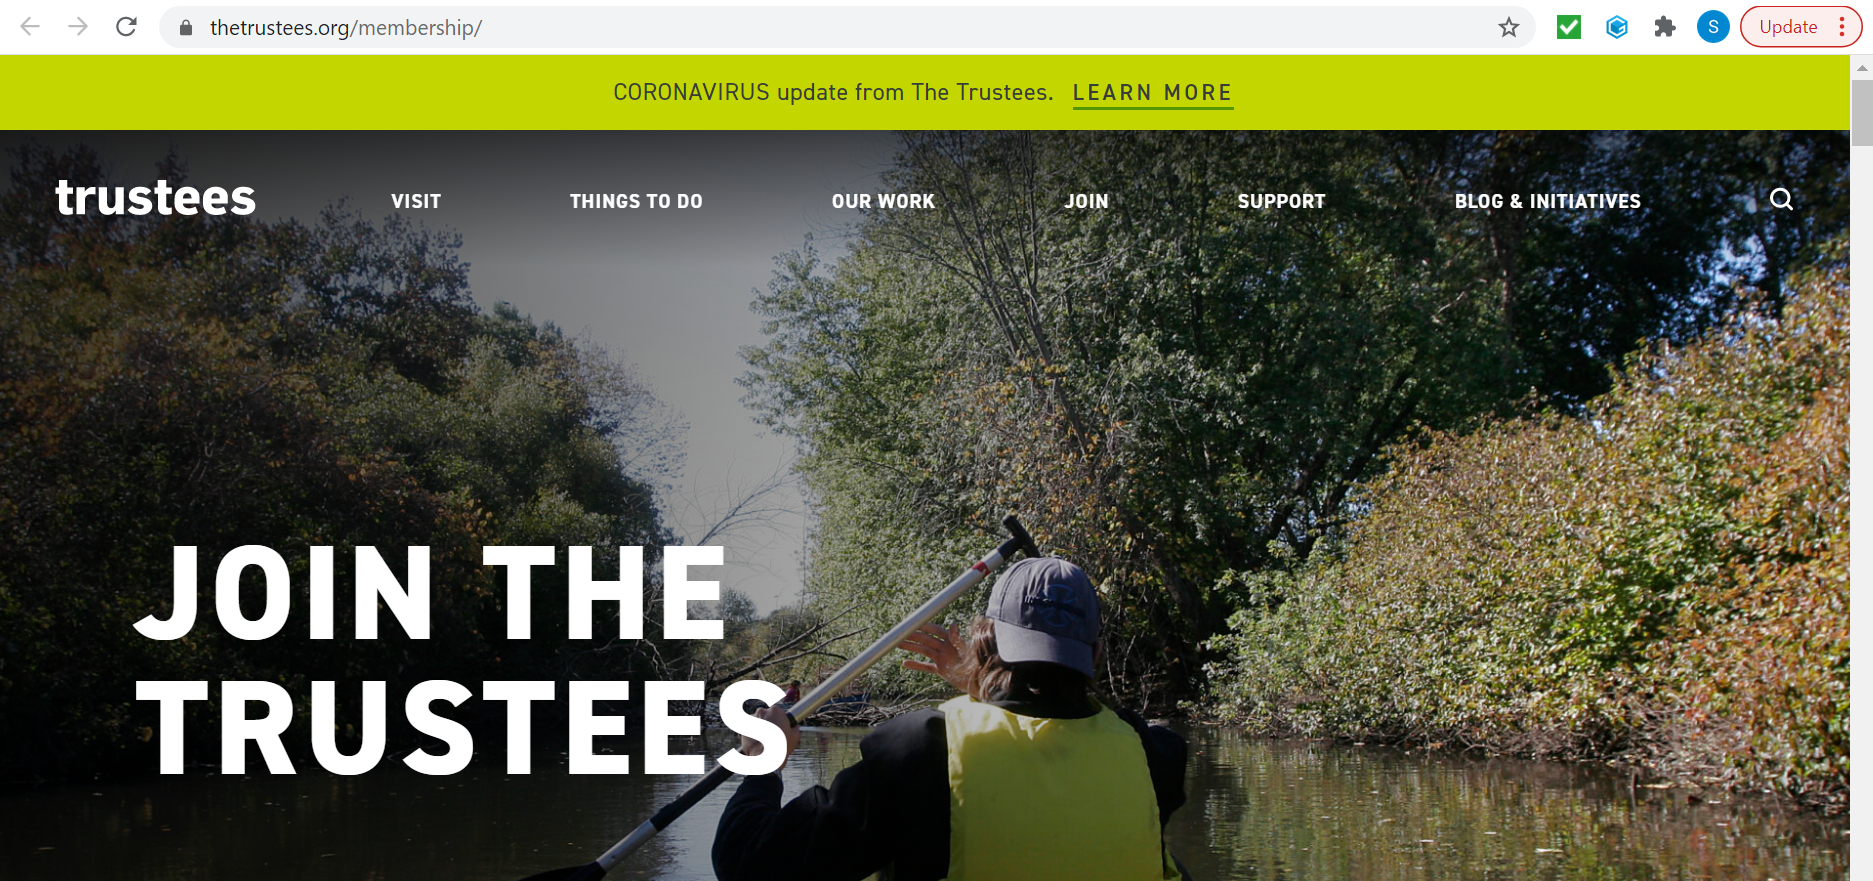 thetrustees.org/membership/
S
Update
CORONAVIRUS update from The Trustees. LEARN MORE
trustees
VISIT
THINGS TO DO
OUR WORK
JOIN
SUPPORT
BLOG & INITIATIVES
JOIN THE
TRUSTEES